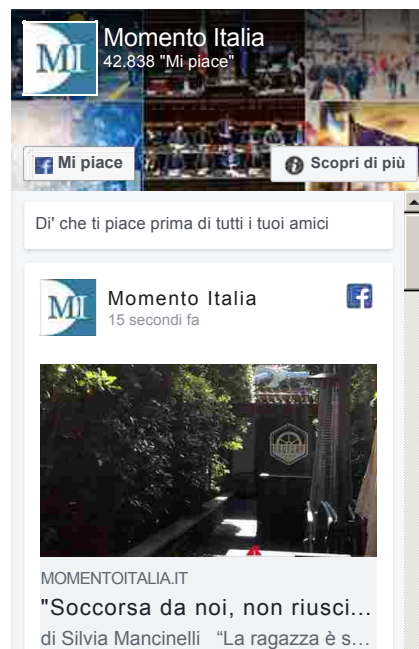 MI
Momento Italia
42.838 "Mi piace"
Mi piace
Scopri di più
Di' che ti piace prima di tutti i tuoi amici
MI
Momento Italia
15 secondi fa
MOMENTOITALIA.IT
"Soccorsa da noi, non riusci...
di Silvia Mancinelli “La ragazza è s...